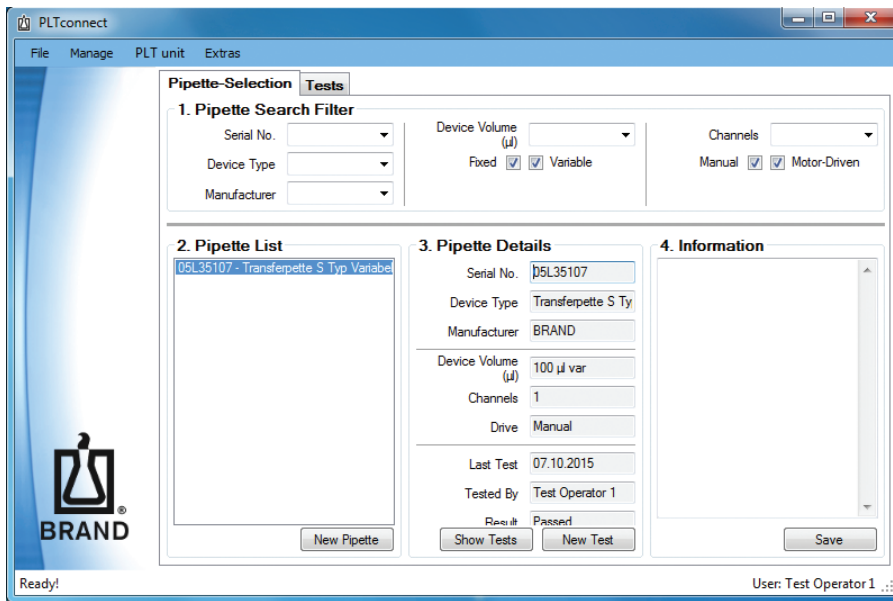 PLTconnect
File Manage PLT unit Extras
Pipette-Selection Tests
1. Pipette Search Filter
Serial No.
Device Type
Manufacturer
Device Volume
(µl)
Fixed Variable
Channels
Manual Motor-Driven
2. Pipette List
05L35107 - Transferpette S Typ Variabel
New Pipette
3. Pipette Details
Serial No. 05L35107
Device Type Transferpette S Ty
Manufacturer BRAND
Device Volume
(µl) 100 µl var
Channels 1
Drive Manual
Last Test 07.10.2015
Tested By Test Operator 1
Result Passed
Show Tests New Test
4. Information
Save
BRAND®
Ready! User: Test Operator 1